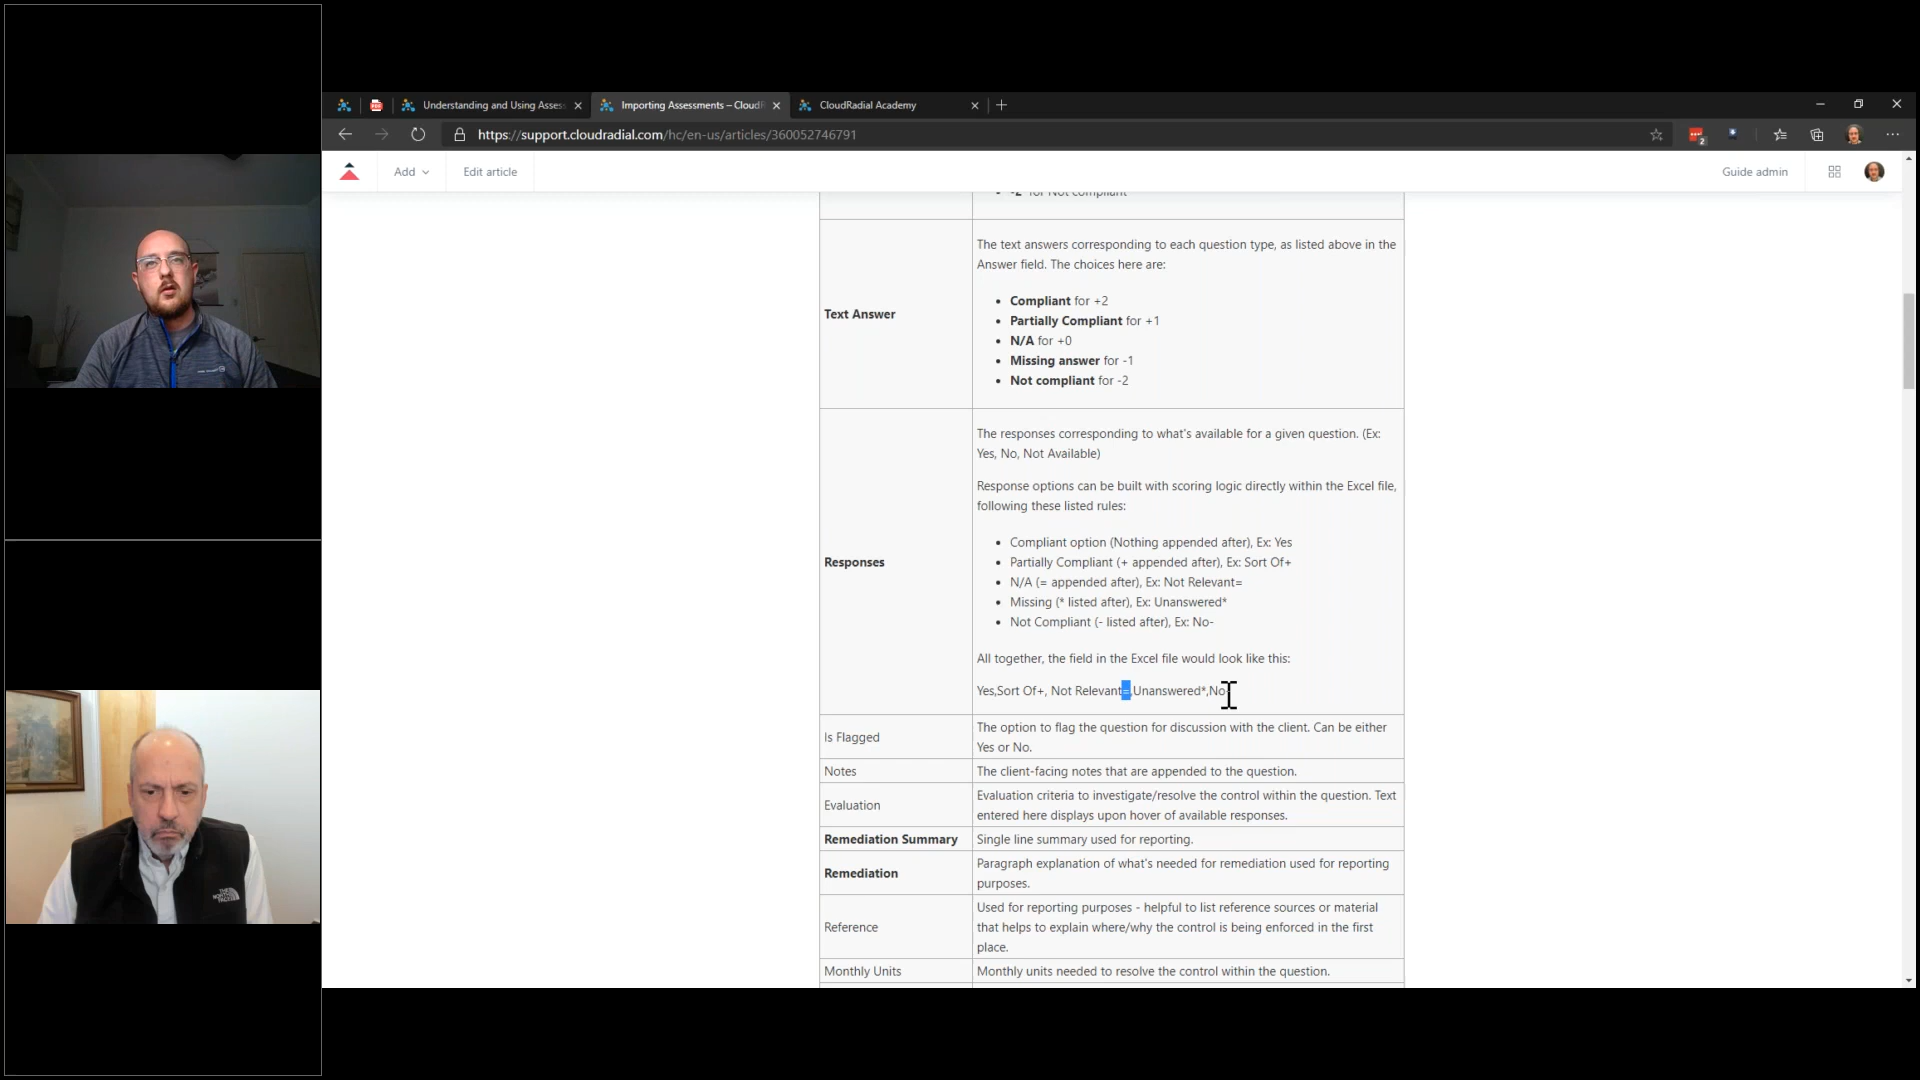 Understanding and Using Asses
Importing Assessments – CloudR
CloudRadial Academy
https://support.cloudradial.com/hc/en-us/articles/360052746791
2
Add
Edit article
Guide admin
-2 for Not compliant
Text Answer
The text answers corresponding to each question type, as listed above in the
Answer field. The choices here are:
• Compliant for +2
• Partially Compliant for +1
• N/A for +0
• Missing answer for -1
• Not compliant for -2
Responses
The responses corresponding to what's available for a given question. (Ex:
Yes, No, Not Available)
Response options can be built with scoring logic directly within the Excel file,
following these listed rules:
• Compliant option (Nothing appended after), Ex: Yes
• Partially Compliant (+ appended after), Ex: Sort Of+
• N/A (= appended after), Ex: Not Relevant=
• Missing (* listed after), Ex: Unanswered*
• Not Compliant (- listed after), Ex: No-
All together, the field in the Excel file would look like this:
Yes,Sort Of+, Not Relevant=,Unanswered*,No-
Is Flagged
The option to flag the question for discussion with the client. Can be either
Yes or No.
Notes
The client-facing notes that are appended to the question.
Evaluation
Evaluation criteria to investigate/resolve the control within the question. Text
entered here displays upon hover of available responses.
Remediation Summary
Single line summary used for reporting.
Remediation
Paragraph explanation of what's needed for remediation used for reporting
purposes.
Reference
Used for reporting purposes - helpful to list reference sources or material
that helps to explain where/why the control is being enforced in the first
place.
Monthly Units
Monthly units needed to resolve the control within the question.
THE
NORTH
FACE